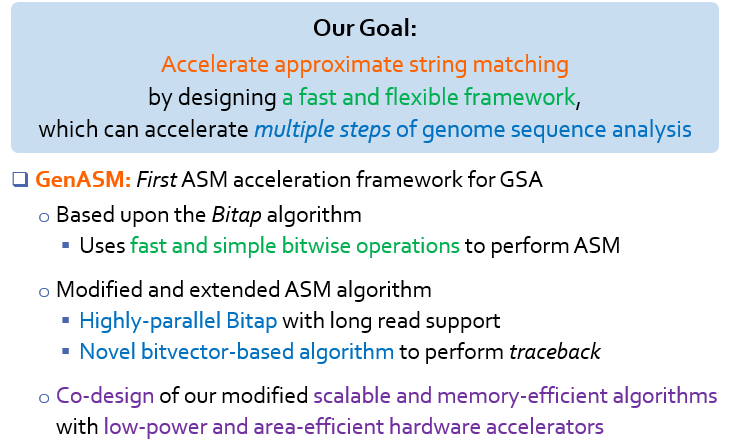 Our Goal:
Accelerate approximate string matching
by designing a fast and flexible framework,
which can accelerate multiple steps of genome sequence analysis
❑ GenASM: First ASM acceleration framework for GSA
o Based upon the Bitap algorithm
▪ Uses fast and simple bitwise operations to perform ASM
o Modified and extended ASM algorithm
▪ Highly-parallel Bitap with long read support
▪ Novel bitvector-based algorithm to perform traceback
o Co-design of our modified scalable and memory-efficient algorithms
with low-power and area-efficient hardware accelerators